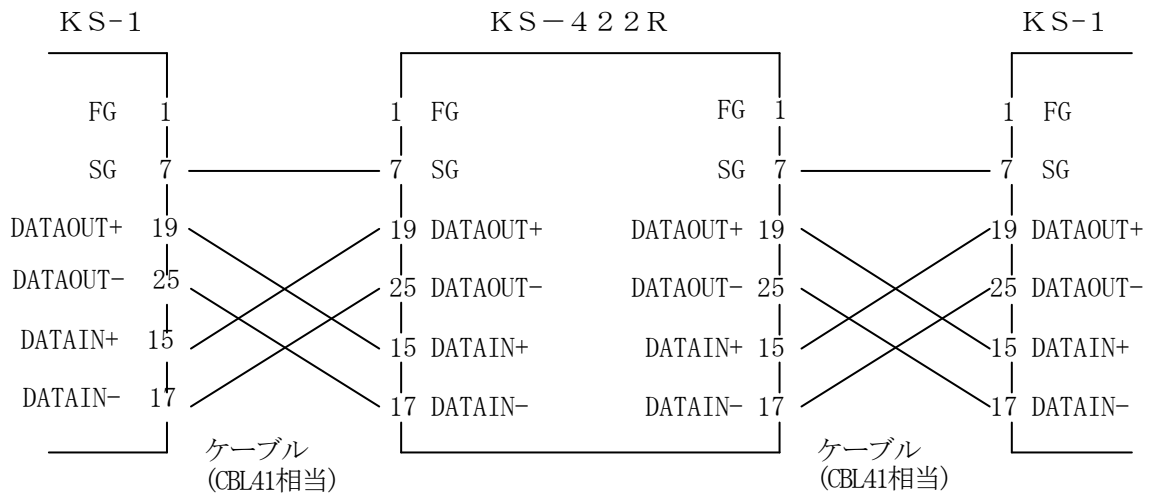 KS-1 KS－４２２R KS-1
FG 1 1 FG FG 1 1 FG
SG 7 7 SG SG 7 7 SG
DATAOUT+ 19 19 DATAOUT+ DATAOUT+ 19 19 DATAOUT+
DATAOUT- 25 25 DATAOUT- DATAOUT- 25 25 DATAOUT-
DATAIN+ 15 15 DATAIN+ DATAIN+ 15 15 DATAIN+
DATAIN- 17 17 DATAIN- DATAIN- 17 17 DATAIN-
ケーブル ケーブル
(CBL41相当) (CBL41相当)